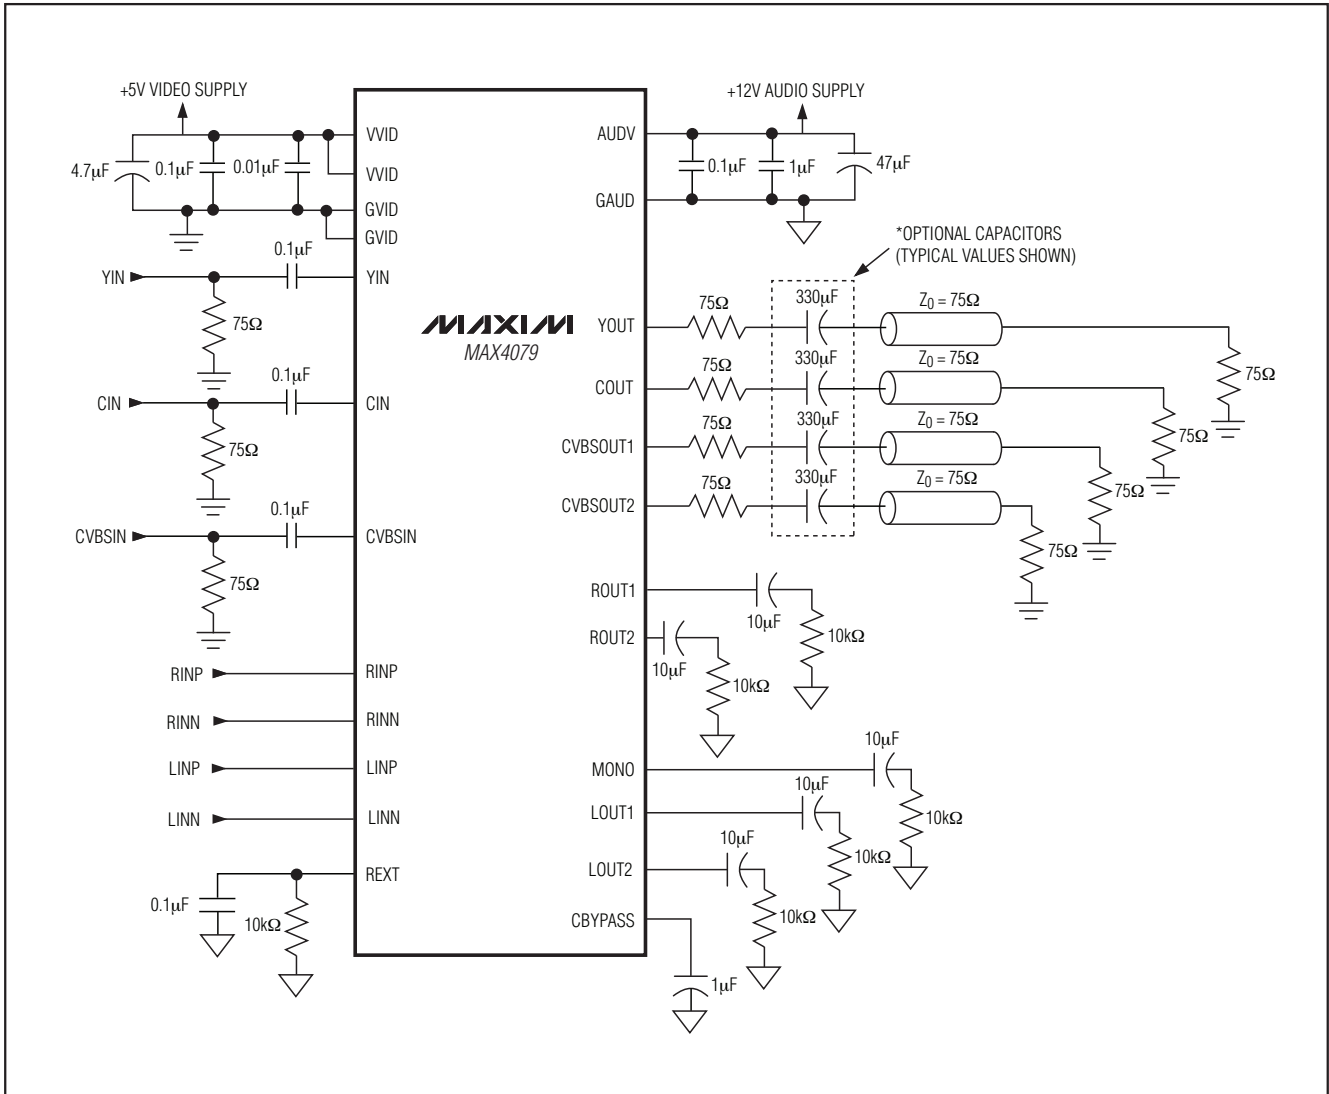 +5V VIDEO SUPPLY
4.7µF
0.1µF
0.01µF
VVID
VVID
GVID
GVID
YIN
0.1µF
YIN
75Ω
CIN
0.1µF
CIN
75Ω
CVBSIN
0.1µF
CVBSIN
75Ω
RINP
RINP
RINN
RINN
LINP
LINP
LINN
LINN
REXT
0.1µF
10kΩ
MAXIM
MAX4079
+12V AUDIO SUPPLY
AUDV
0.1µF
1µF
47µF
GAUD
*OPTIONAL CAPACITORS
(TYPICAL VALUES SHOWN)
YOUT
75Ω
330µF
Z0 = 75Ω
75Ω
COUT
75Ω
330µF
Z0 = 75Ω
75Ω
CVBSOUT1
75Ω
330µF
Z0 = 75Ω
75Ω
CVBSOUT2
75Ω
330µF
Z0 = 75Ω
75Ω
ROUT1
10µF
10kΩ
ROUT2
10µF
10kΩ
MONO
10µF
10kΩ
LOUT1
10µF
10kΩ
LOUT2
10µF
10kΩ
CBYPASS
1µF